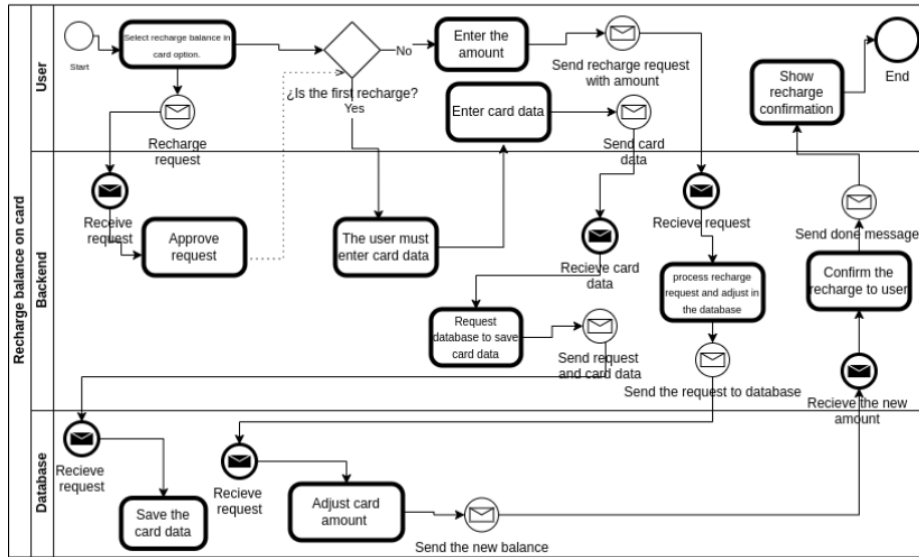 Recharge balance on card
User
Start
Select recharge balance in
card option.
Recharge
request
¿Is the first recharge?
Yes
No
Enter the
amount
Send recharge request
with amount
Enter card data
Send card
data
Show
recharge
confirmation
End
Backend
Receive
request
Approve
request
The user must
enter card data
Recieve card
data
Request
database to save
card data
Send request
and card data
Recieve request
process recharge
request and adjust in
the database
Send the request to database
Send done message
Confirm the
recharge to user
Recieve the new
amount
Database
Recieve
request
Save the
card data
Recieve
request
Adjust card
amount
Send the new balance